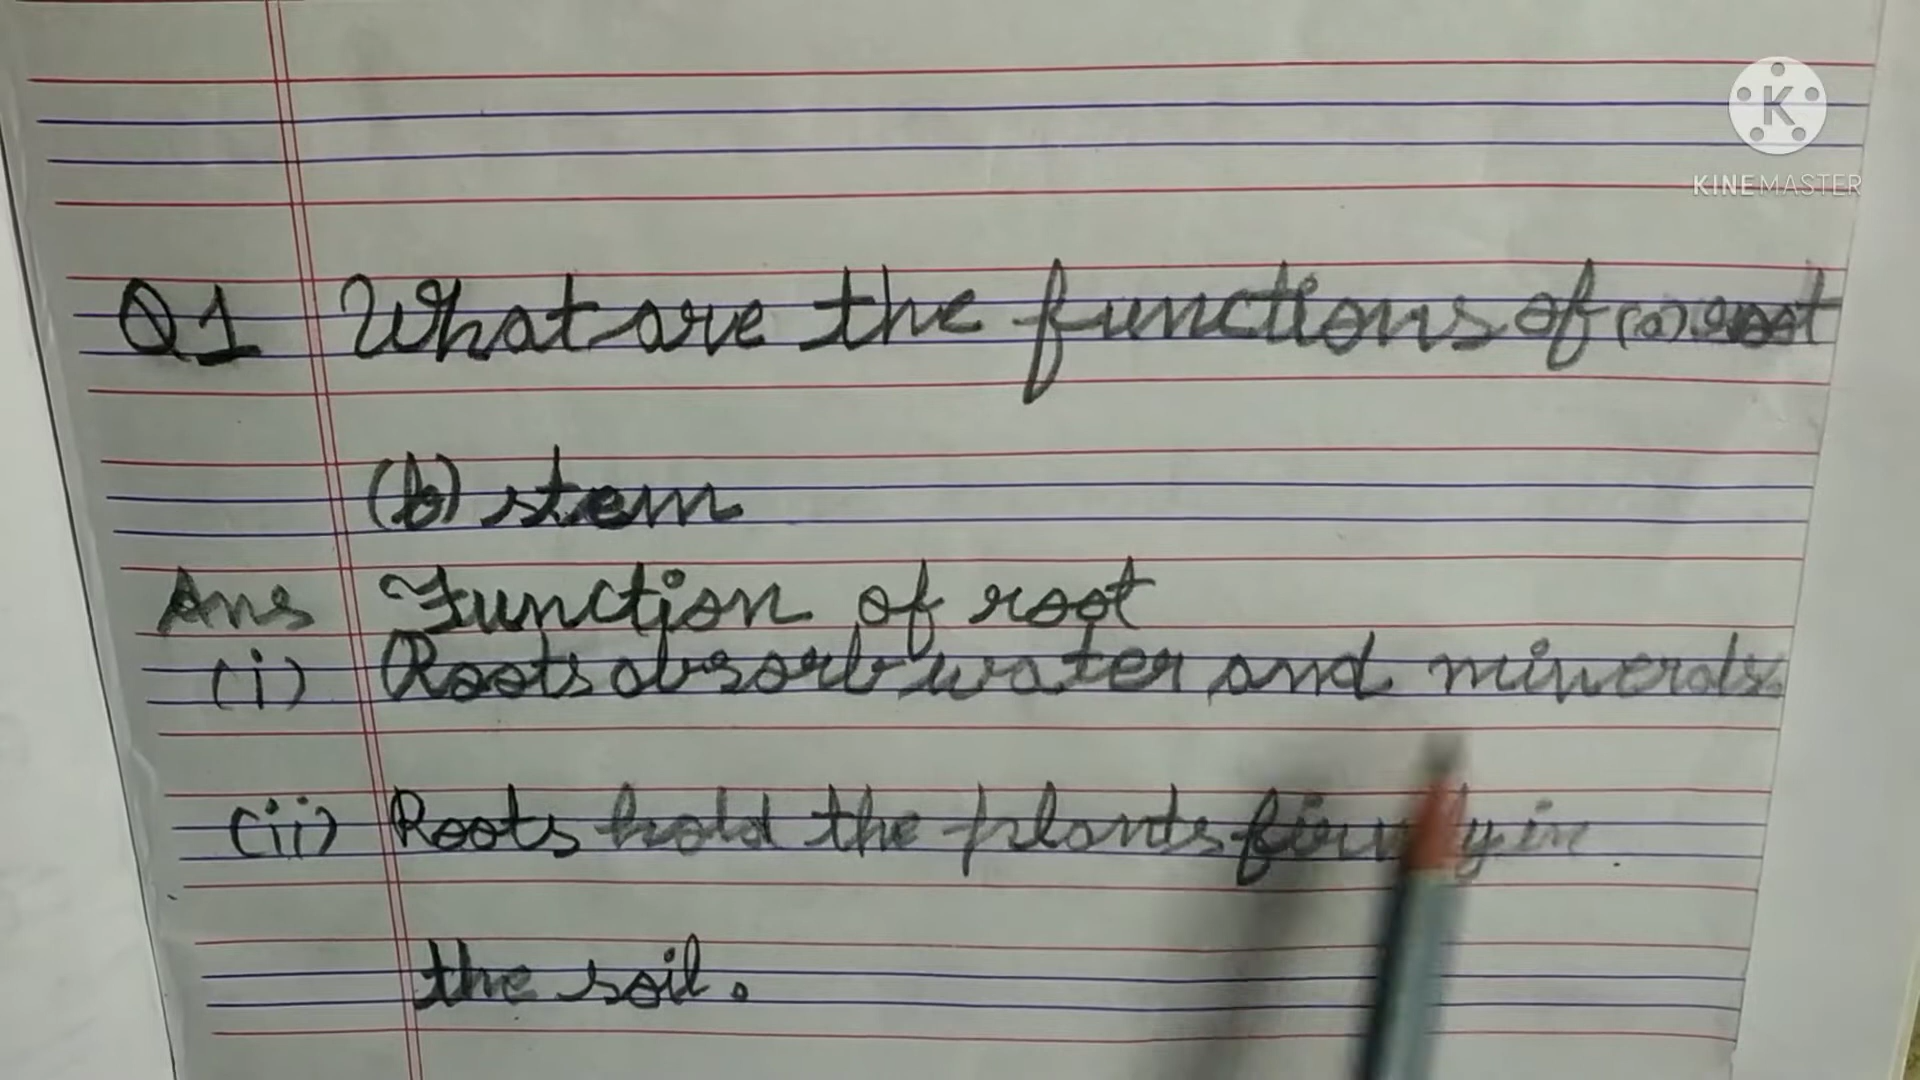 K
KINEMASTER
Q1 What are the functions of (a) root
(b) stem
Ans Function of root
(i) Roots absorb water and minerals.
(ii) Roots hold the plants firmly in
the soil.